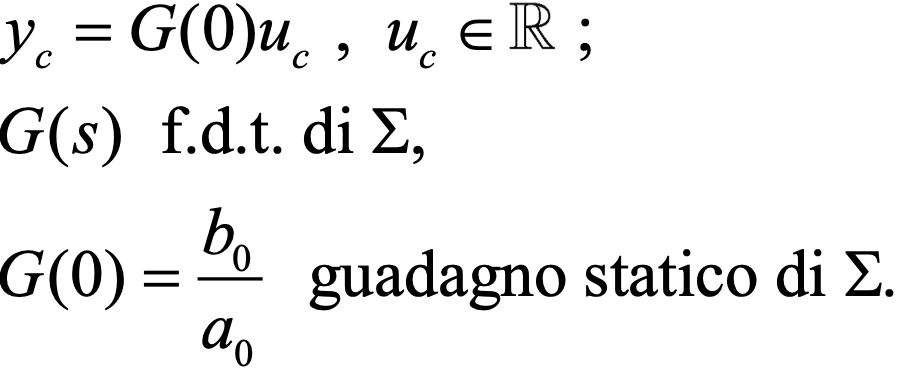 y_c = G(0)u_c , u_c ∈ ℝ ;
G(s) f.d.t. di Σ,
G(0) = b_0/a_0 guadagno statico di Σ.